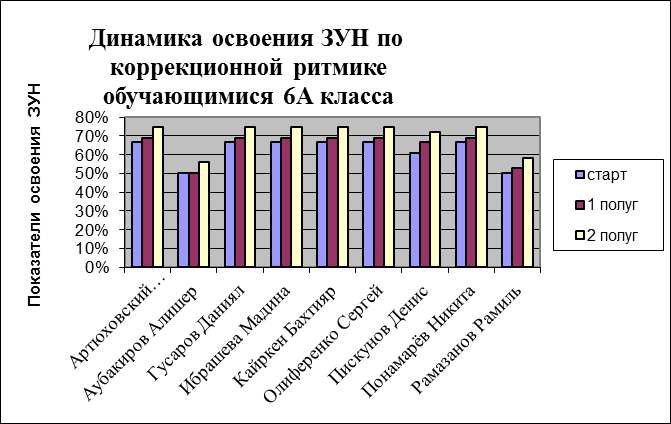 Динамика освоения ЗУН по
коррекционной ритмике
обучающимися 6А класса
Показатели освоения ЗУН
80%
70%
60%
50%
40%
30%
20%
10%
0%
Артюховский…
Аубакиров Алишер
Гусаров Даниял
Ибрашева Мадина
Кайркен Бахтияр
Олиференко Сергей
Пискунов Денис
Понамарёв Никита
Рамазанов Рамиль
старт
1 полуг
2 полуг